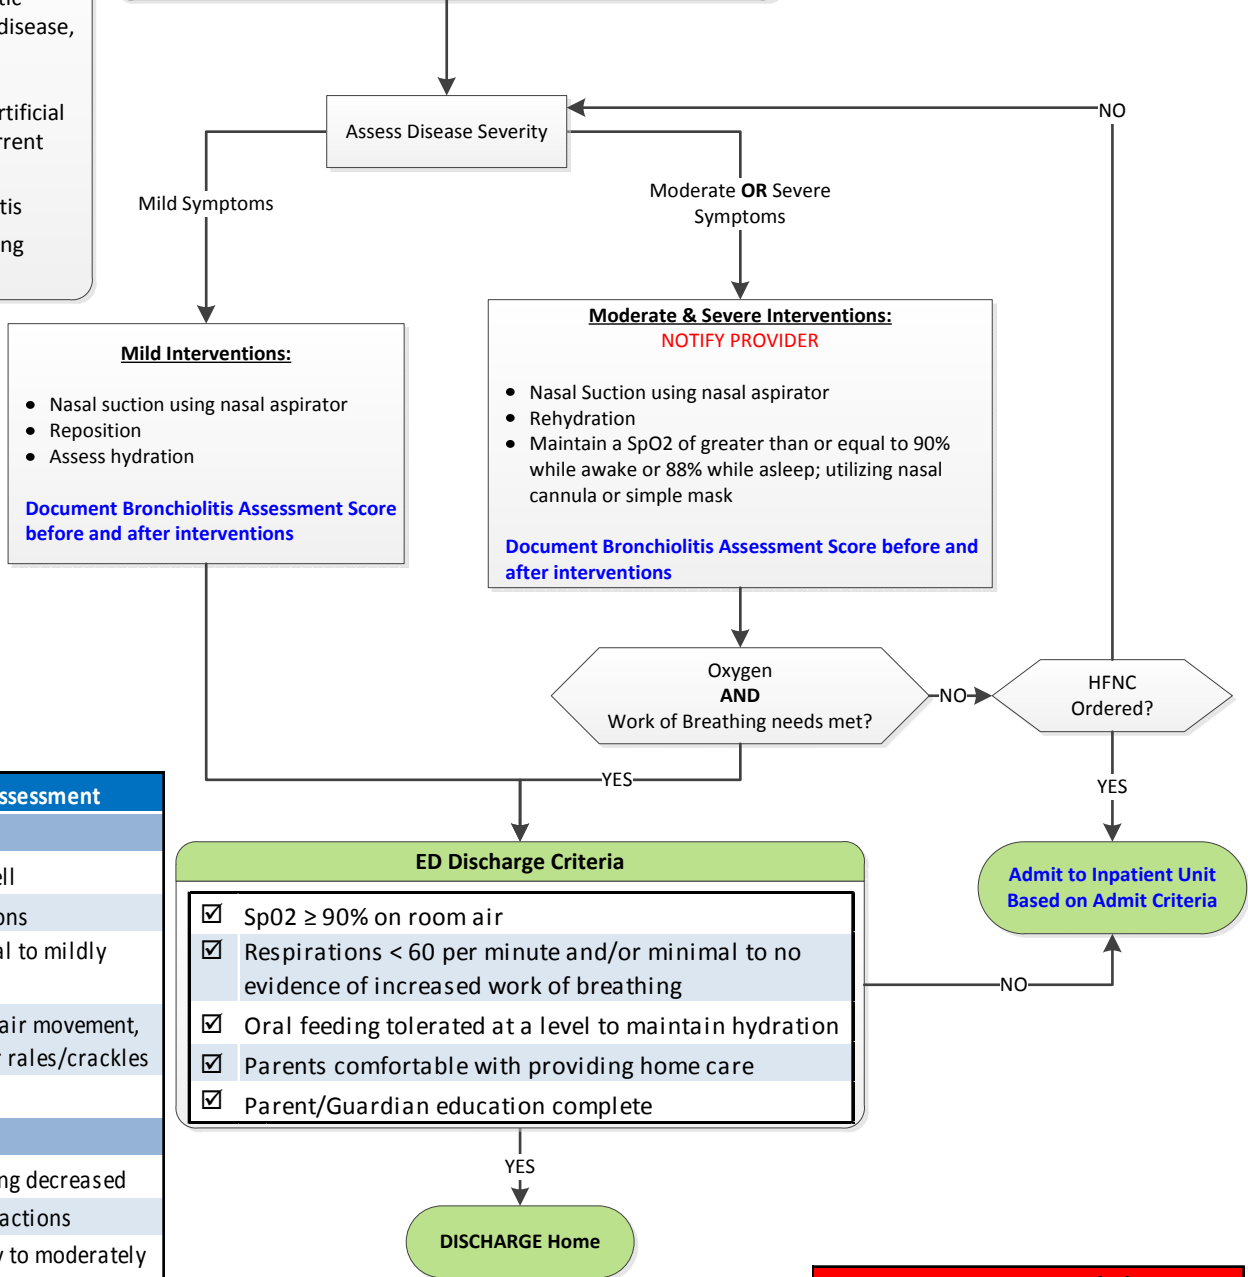 disease,
Assess Disease Severity
NO
Mild Symptoms
Moderate OR Severe
Symptoms
Mild Interventions:
• Nasal suction using nasal aspirator
• Reposition
• Assess hydration
Document Bronchiolitis Assessment Score
before and after interventions
Moderate & Severe Interventions:
NOTIFY PROVIDER
• Nasal Suction using nasal aspirator
• Rehydration
• Maintain a SpO2 of greater than or equal to 90%
while awake or 88% while asleep; utilizing nasal
cannula or simple mask
Document Bronchiolitis Assessment Score before and
after interventions
Oxygen
AND
Work of Breathing needs met?
NO
HFNC
Ordered?
YES
YES
Admit to Inpatient Unit
Based on Admit Criteria
ED Discharge Criteria
☑ Sp02 ≥ 90% on room air
☑ Respirations < 60 per minute and/or minimal to no
evidence of increased work of breathing
☑ Oral feeding tolerated at a level to maintain hydration
☑ Parents comfortable with providing home care
☑ Parent/Guardian education complete
NO
YES
DISCHARGE Home
ssessment
ell
ons
al to mildly
air movement,
rales/crackles
ng decreased
actions
y to moderately
rtificial
rrent
tis
ng